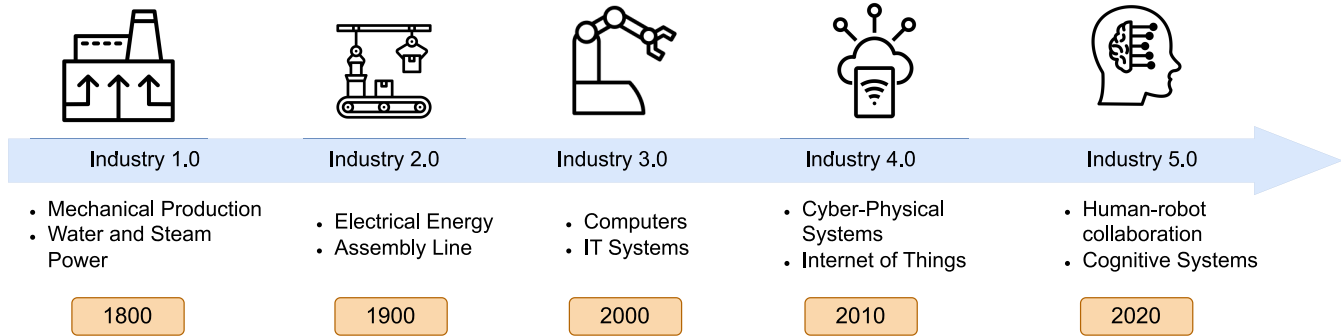 Industry 1.0
Industry 2.0
Industry 3.0
Industry 4.0
Industry 5.0
• Mechanical Production
• Water and Steam
Power
• Electrical Energy
• Assembly Line
• Computers
• IT Systems
• Cyber-Physical
Systems
• Internet of Things
• Human-robot
collaboration
• Cognitive Systems
1800
1900
2000
2010
2020